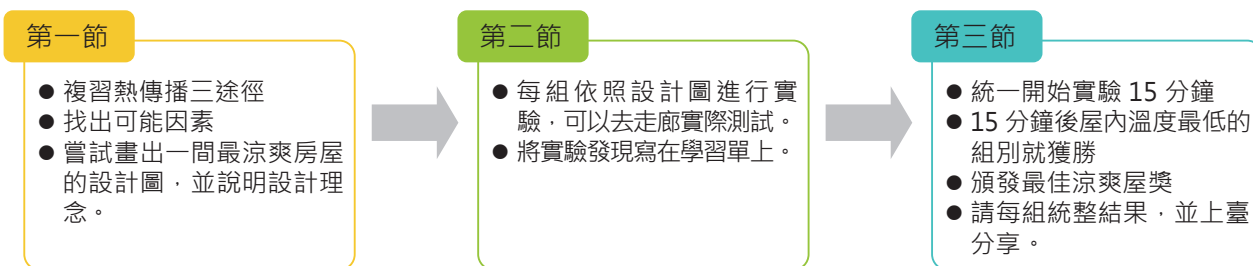 第一節
● 複習熱傳播三途徑
● 找出可能因素
● 嘗試畫出一間最涼爽房屋
的設計圖，並說明設計理
念。
第二節
● 每組依照設計圖進行實
驗，可以去走廊實際測試。
● 將實驗發現寫在學習單上。
第三節
● 統一開始實驗 15 分鐘
● 15 分鐘後屋內溫度最低的
組別就獲勝
● 頒發最佳涼爽屋獎
● 請每組統整結果，並上臺
分享。